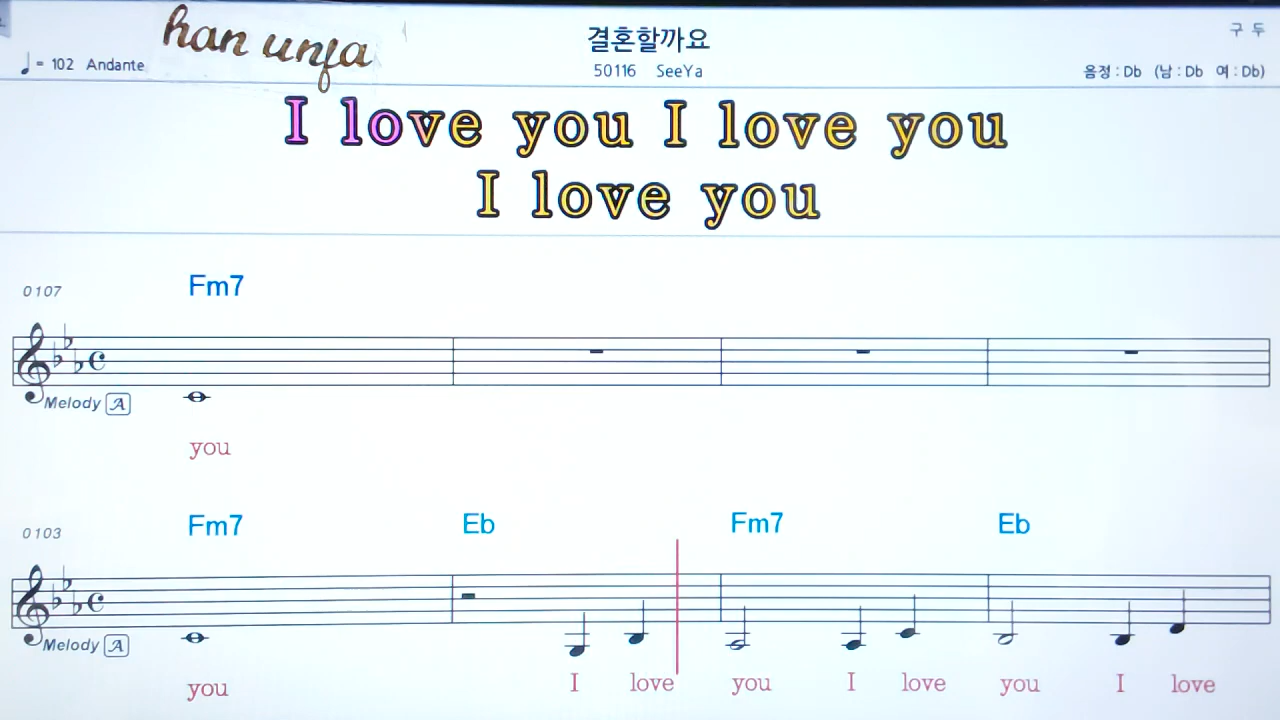 han unfa
결혼할까요
구 두
♩= 102 Andante
50116 SeeYa
음정 : Db (남 : Db 여 : Db)
I love you I love you
I love you
0107
Fm7
Melody A
you
0103
Fm7 Eb Fm7 Eb
Melody A
you I love you I love you I love